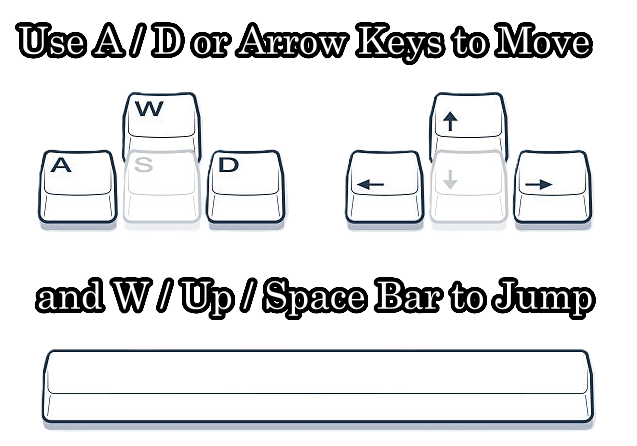 Use A / D or Arrow Keys to Move
W
A S D
and W / Up / Space Bar to Jump